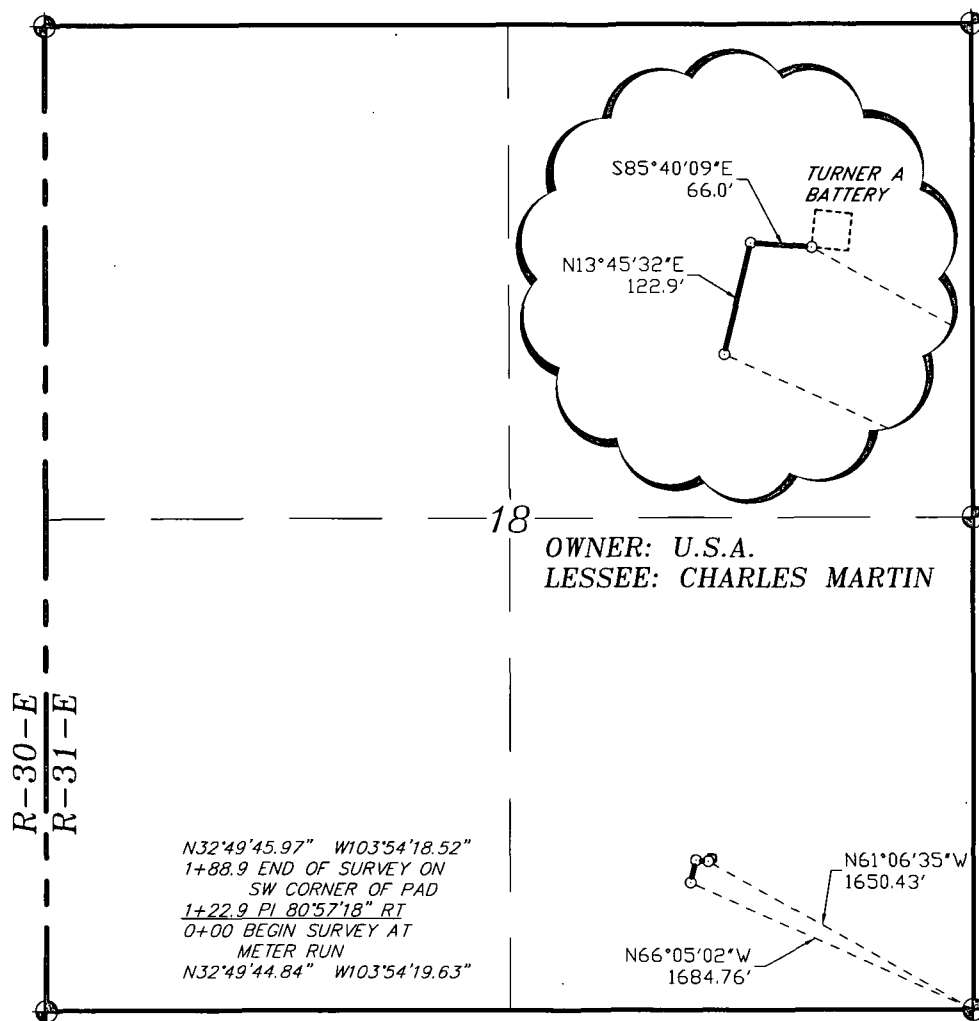 S85°40'09"E
66.0'
TURNER A
BATTERY
N13°45'32"E
122.9'
18
OWNER: U.S.A.
LESSEE: CHARLES MARTIN
R-30-E
R-31-E
N32°49'45.97" W103°54'18.52"
1+88.9 END OF SURVEY ON
SW CORNER OF PAD
1+22.9 PI 80°57'18" RT
0+00 BEGIN SURVEY AT
METER RUN
N32°49'44.84" W103°54'19.63"
N61°06'35"W
1650.43'
N66°05'02"W
1684.76'